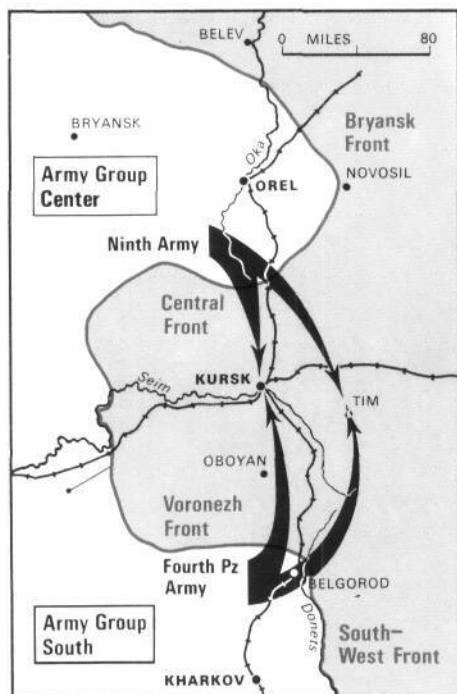 BELEV
0 MILES 80
BRYANSK
Bryansk
Front
Oka
Army Group
Center
OREL
NOVOSIL
Ninth Army
Central
Front
Seim
KURSK
TIM
OBOYAN
Voronezh
Front
Fourth Pz
Army
BELGOROD
Donets
Army Group
South
South–
West Front
KHARKOV